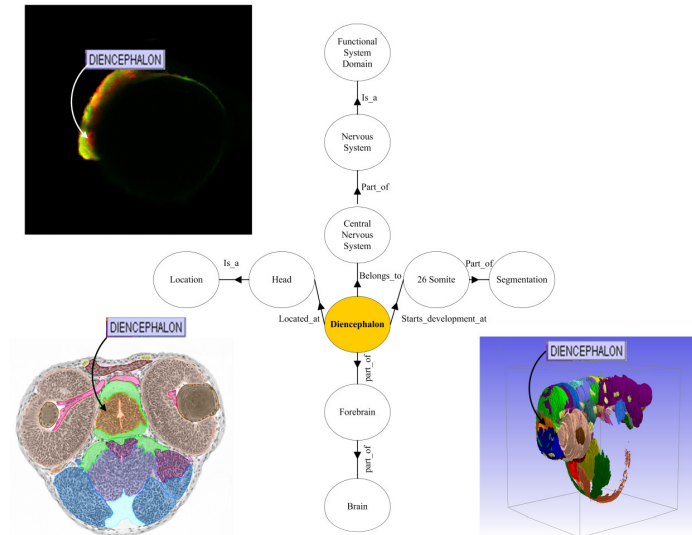 DIENCEPHALON
Functional
System
Domain
Is_a
Nervous
System
Part_of
Central
Nervous
System
Is_a
Part_of
Location
Head
Belongs_to
26 Somite
Segmentation
Located_at
Diencephalon
Starts_development_at
DIENCEPHALON
DIENCEPHALON
part_of
Forebrain
part_of
Brain